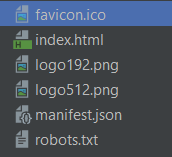 favicon.ico
index.html
logo192.png
logo512.png
manifest.json
robots.txt